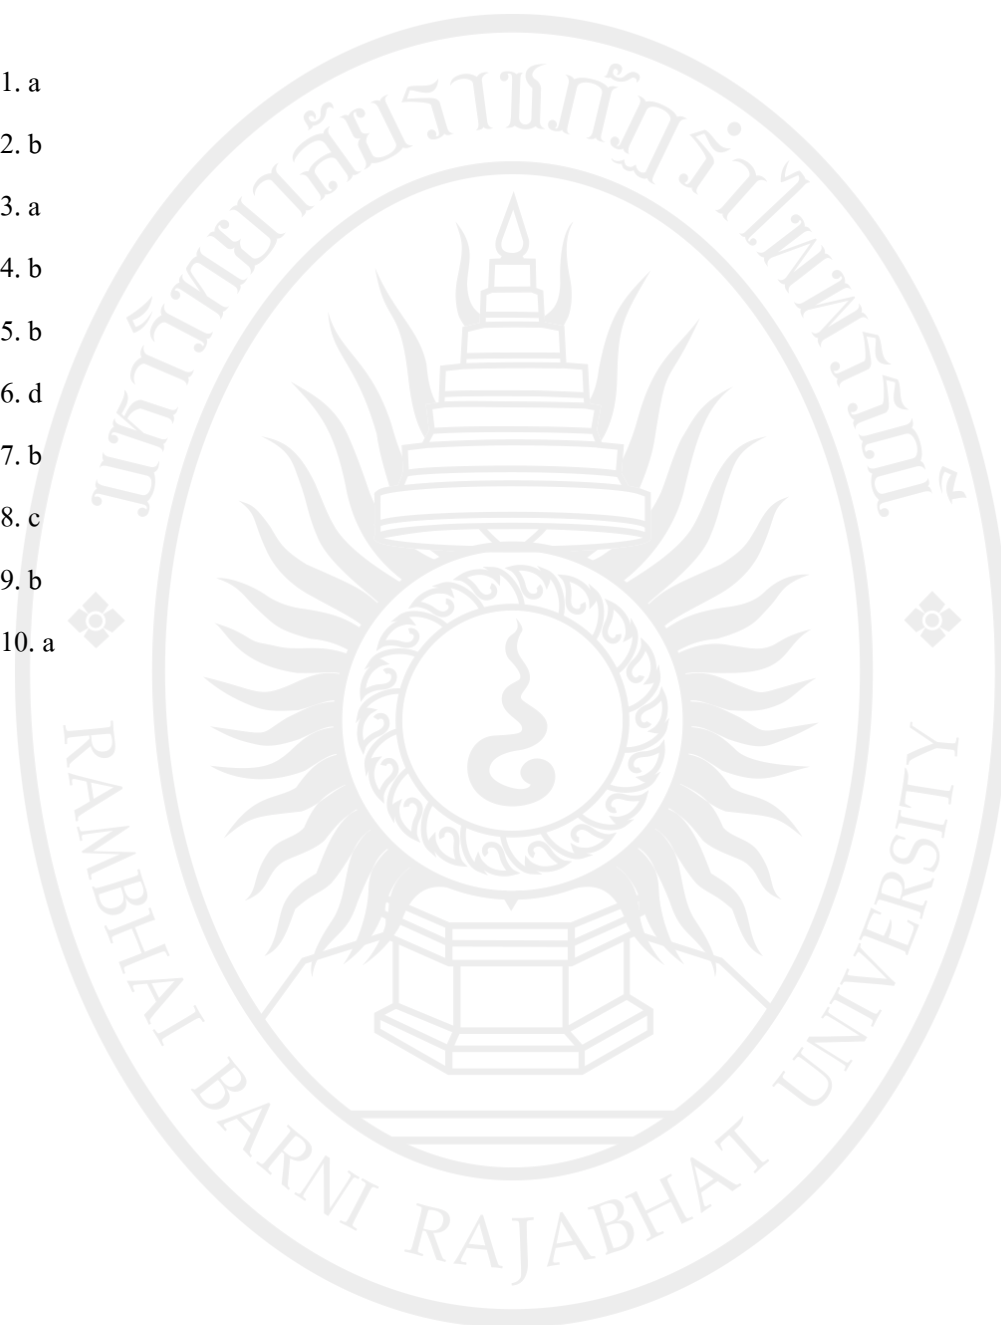 1. a
2. b
3. a
4. b
5. b
6. d
7. b
8. c
9. b
10. a
มหาวิทยาลัยราชภัฏรำไพพรรณี
RAMBHAI BARNI RAJABHAT UNIVERSITY